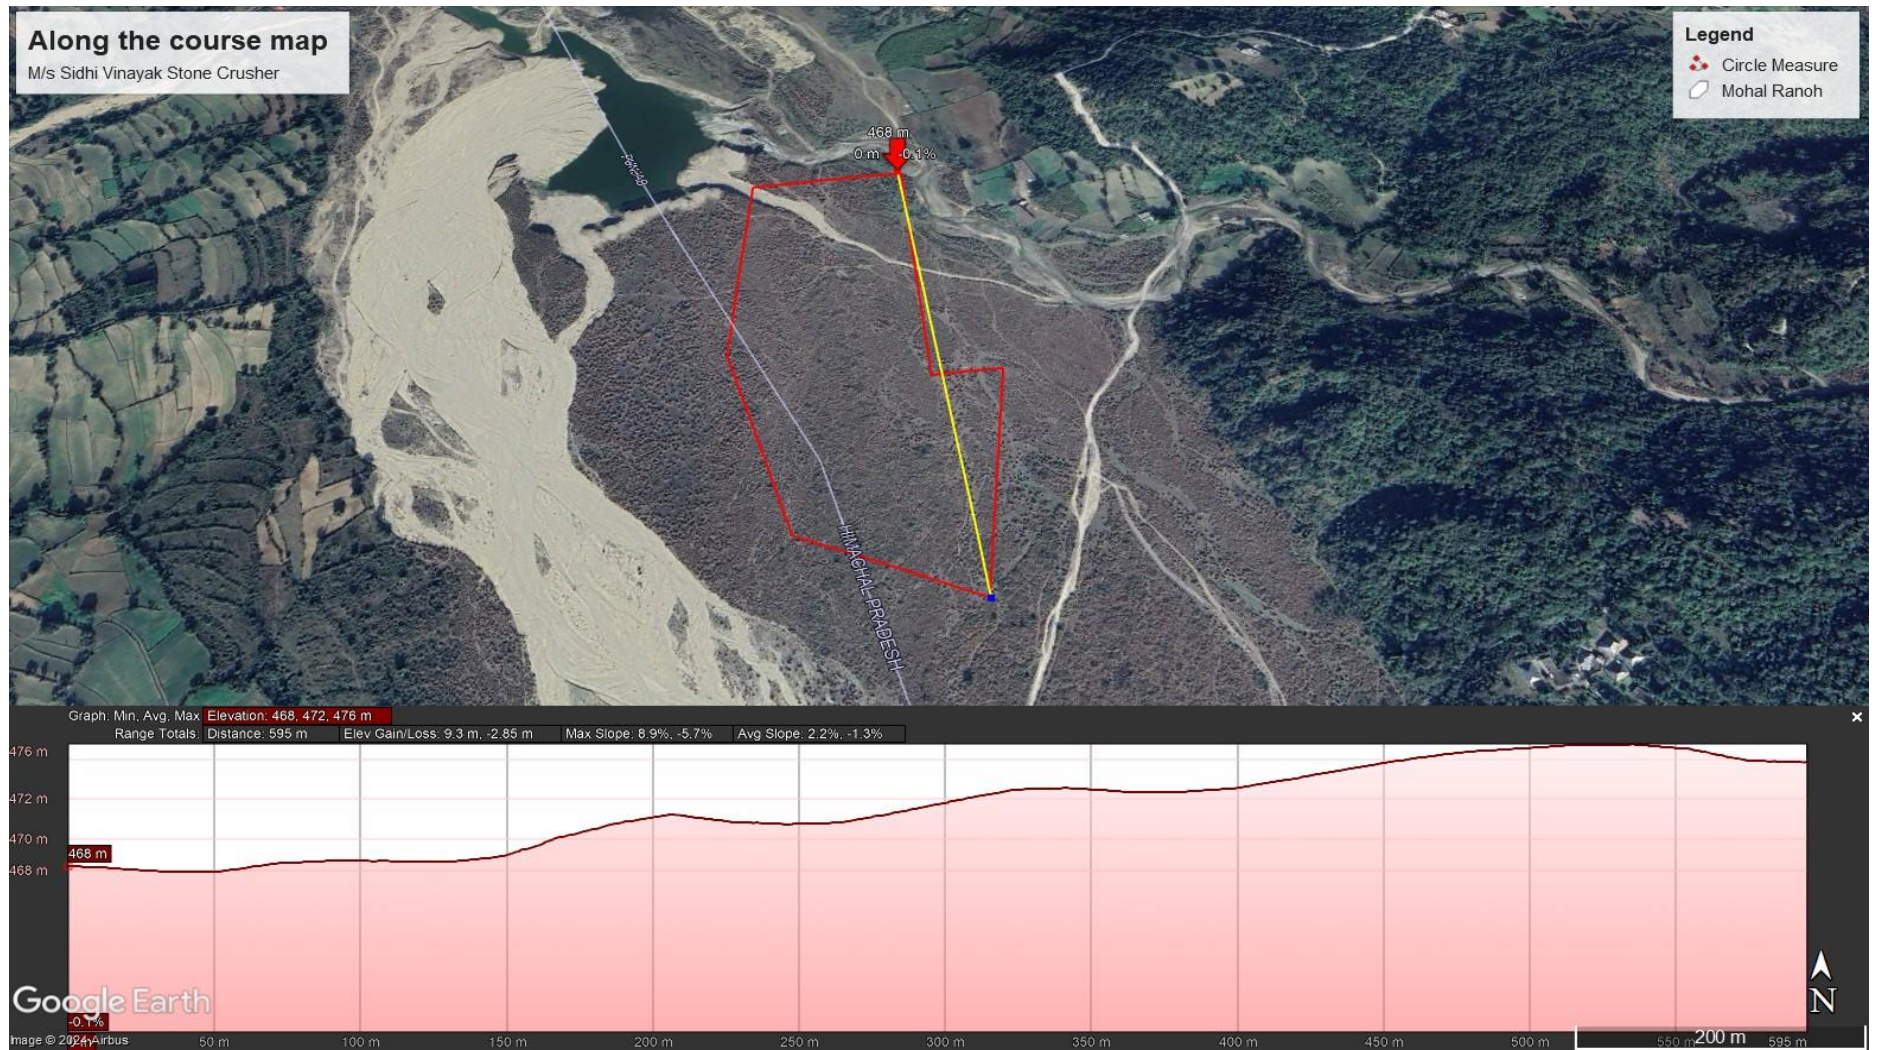 Along the course map
M/s Sidhi Vinayak Stone Crusher
Legend
Circle Measure
Mohal Ranoh
468 m
0 m -0.1%
PUNJAB
HIMACHAL PRADESH
Graph: Min, Avg, Max Elevation: 468, 472, 476 m
Range Totals: Distance: 595 m Elev Gain/Loss: 9.3 m, -2.85 m Max Slope: 8.9%, -5.7% Avg Slope: 2.2%, -1.3%
476 m
472 m
470 m
468 m
468 m
Google Earth
N
-0.1%
Image © 2024 Airbus
50 m 100 m 150 m 200 m 250 m 300 m 350 m 400 m 450 m 500 m 550 m 200 m 595 m